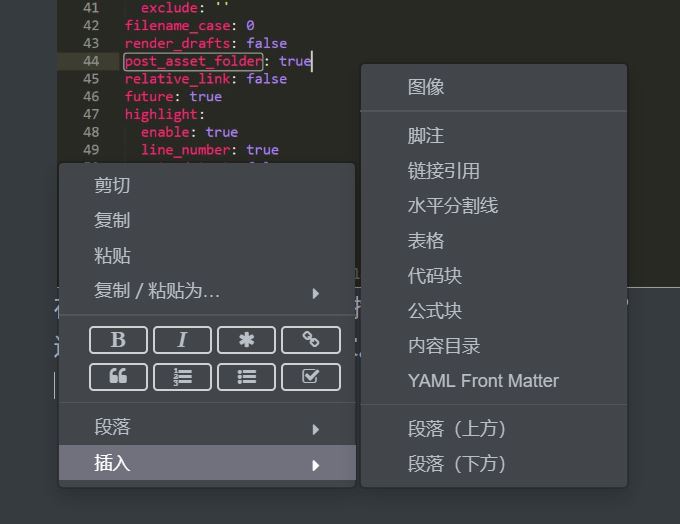 41 exclude: ''
42 filename_case: 0
43 render_drafts: false
44 post_asset_folder: true
45 relative_link: false
46 future: true
47 highlight:
48 enable: true
49 line_number: true
剪切
复制
粘贴
复制 / 粘贴为...
B I
段落
插入
图像
脚注
链接引用
水平分割线
表格
代码块
公式块
内容目录
YAML Front Matter
段落（上方）
段落（下方）